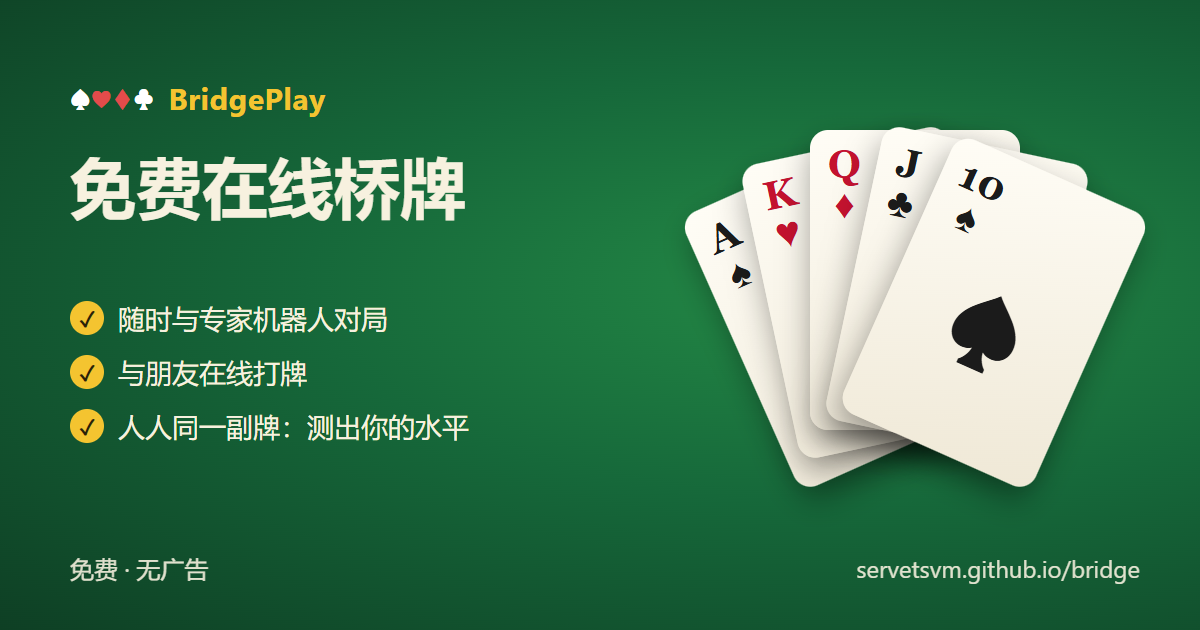 ♠♥♦♣ BridgePlay
免费在线桥牌
✓ 随时与专家机器人对局
✓ 与朋友在线打牌
✓ 人人同一副牌：测出你的水平
A♠
K♥
Q♦
J♣
10♠
免费 · 无广告
servetsvm.github.io/bridge